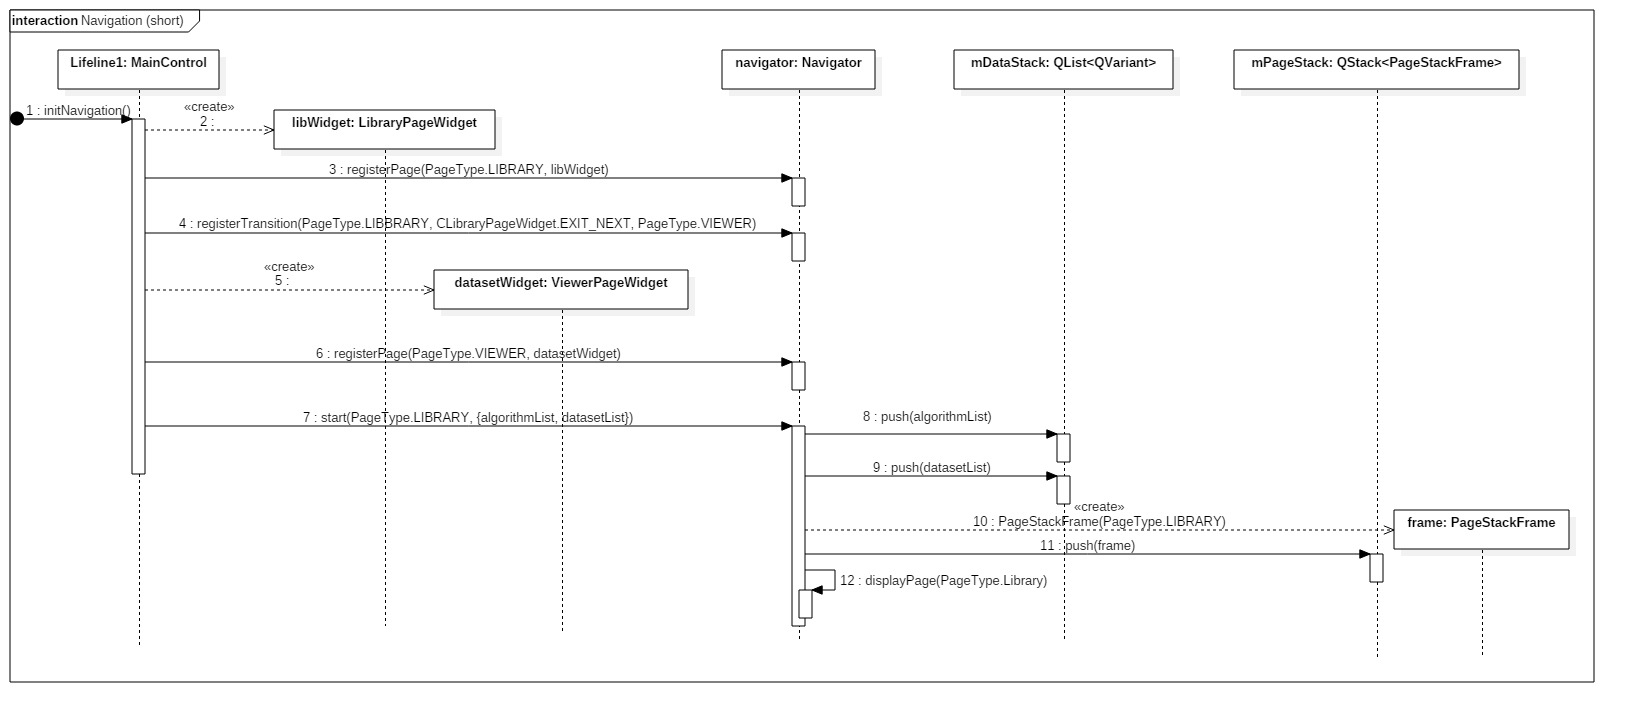 interaction Navigation (short)
Lifeline1: MainControl
navigator: Navigator
mDataStack: QList<QVariant>
mPageStack: QStack<PageStackFrame>
1 : initNavigation()
«create»
2 :
libWidget: LibraryPageWidget
3 : registerPage(PageType.LIBRARY, libWidget)
4 : registerTransition(PageType.LIBBRARY, CLibraryPageWidget.EXIT_NEXT, PageType.VIEWER)
«create»
5 :
datasetWidget: ViewerPageWidget
6 : registerPage(PageType.VIEWER, datasetWidget)
7 : start(PageType.LIBRARY, {algorithmList, datasetList})
8 : push(algorithmList)
9 : push(datasetList)
«create»
10 : PageStackFrame(PageType.LIBRARY)
frame: PageStackFrame
11 : push(frame)
12 : displayPage(PageType.Library)